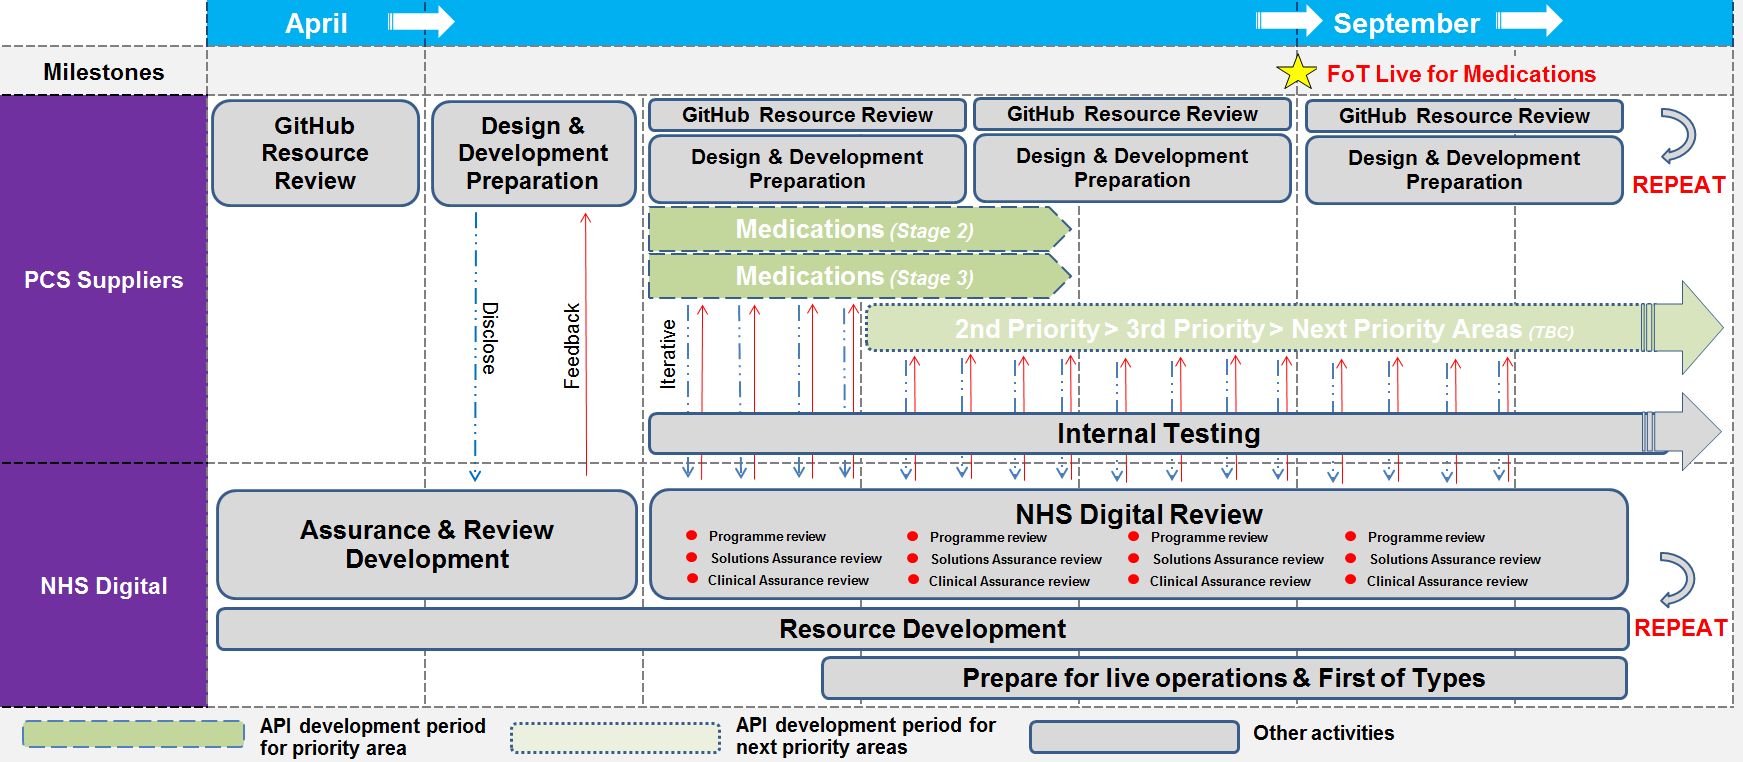 April
September
Milestones
FoT Live for Medications
PCS Suppliers
GitHub
Resource
Review
Design &
Development
Preparation
GitHub Resource Review
Design & Development
Preparation
GitHub Resource Review
Design & Development
Preparation
GitHub Resource Review
Design & Development
Preparation
REPEAT
Medications (Stage 2)
Medications (Stage 3)
Disclose
Feedback
Iterative
2nd Priority > 3rd Priority > Next Priority Areas (TBC)
Internal Testing
NHS Digital
Assurance & Review
Development
NHS Digital Review
Programme review
Solutions Assurance review
Clinical Assurance review
Programme review
Solutions Assurance review
Clinical Assurance review
Programme review
Solutions Assurance review
Clinical Assurance review
Programme review
Solutions Assurance review
Clinical Assurance review
Resource Development
REPEAT
Prepare for live operations & First of Types
API development period
for priority area
API development period for
next priority areas
Other activities